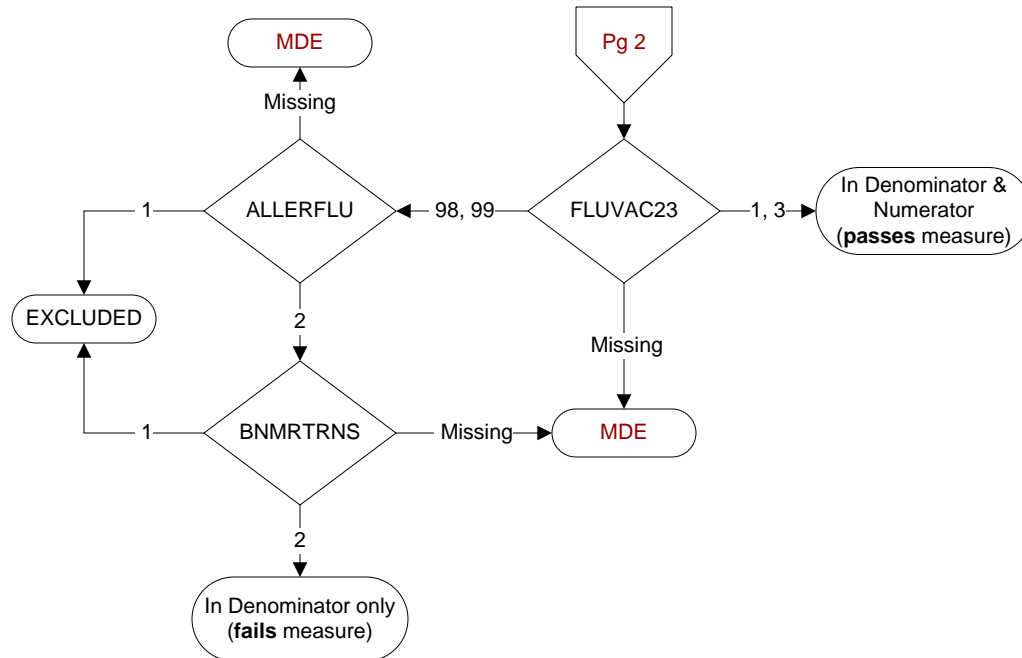 MDE
Pg 2
Missing
ALLERFLU
FLUVAC23
1
98, 99
1, 3
In Denominator &
Numerator
(passes measure)
EXCLUDED
2
Missing
BNMRTRNS
1
Missing
MDE
2
In Denominator only
(fails measure)